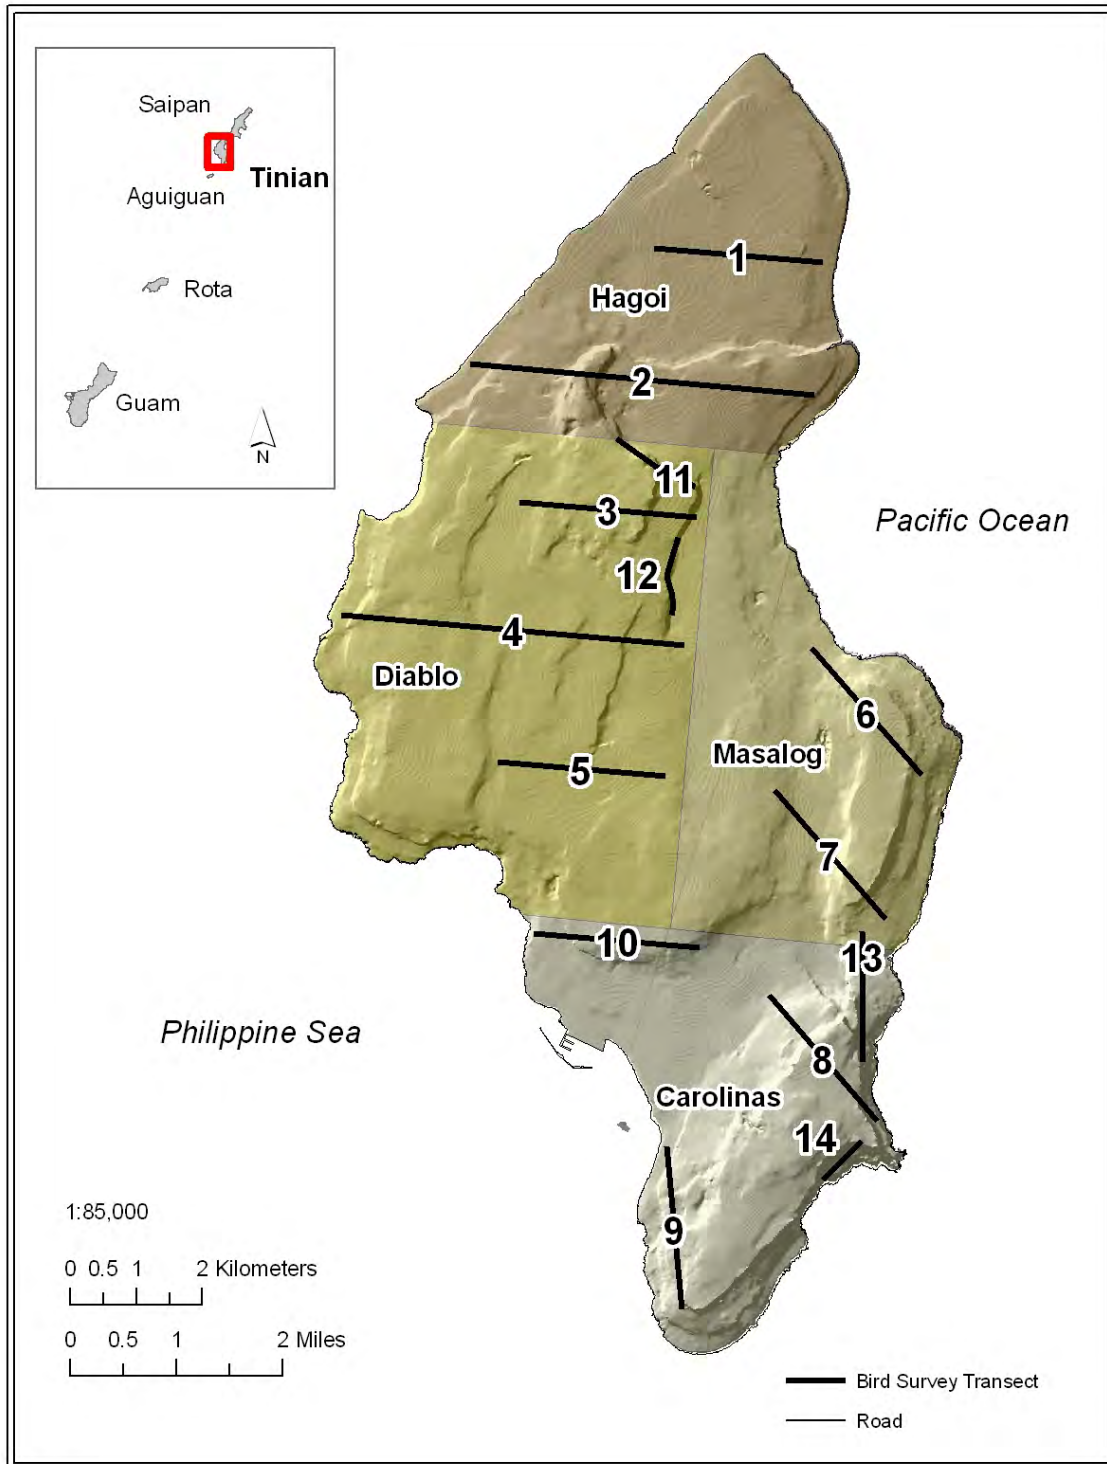 Saipan
Tinian
Aguiguan
Rota
Guam
N
1
Hagoi
2
11
3
12
4
Diablo
5
Pacific Ocean
6
Masalog
7
10
13
Philippine Sea
8
Carolinas
14
9
1:85,000
0 0.5 1 2 Kilometers
0 0.5 1 2 Miles
Bird Survey Transect
Road